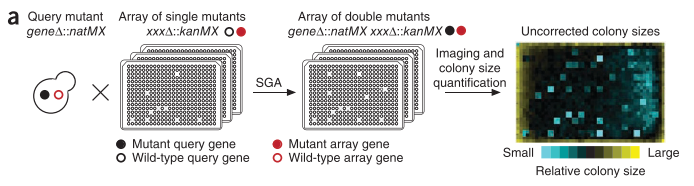 a
Query mutant
geneΔ::natMX
Array of single mutants
xxxΔ::kanMX
Array of double mutants
geneΔ::natMX xxxΔ::kanMX
SGA
Imaging and
colony size
quantification
Uncorrected colony sizes
Small
Large
Relative colony size
Mutant query gene
Wild-type query gene
Mutant array gene
Wild-type array gene